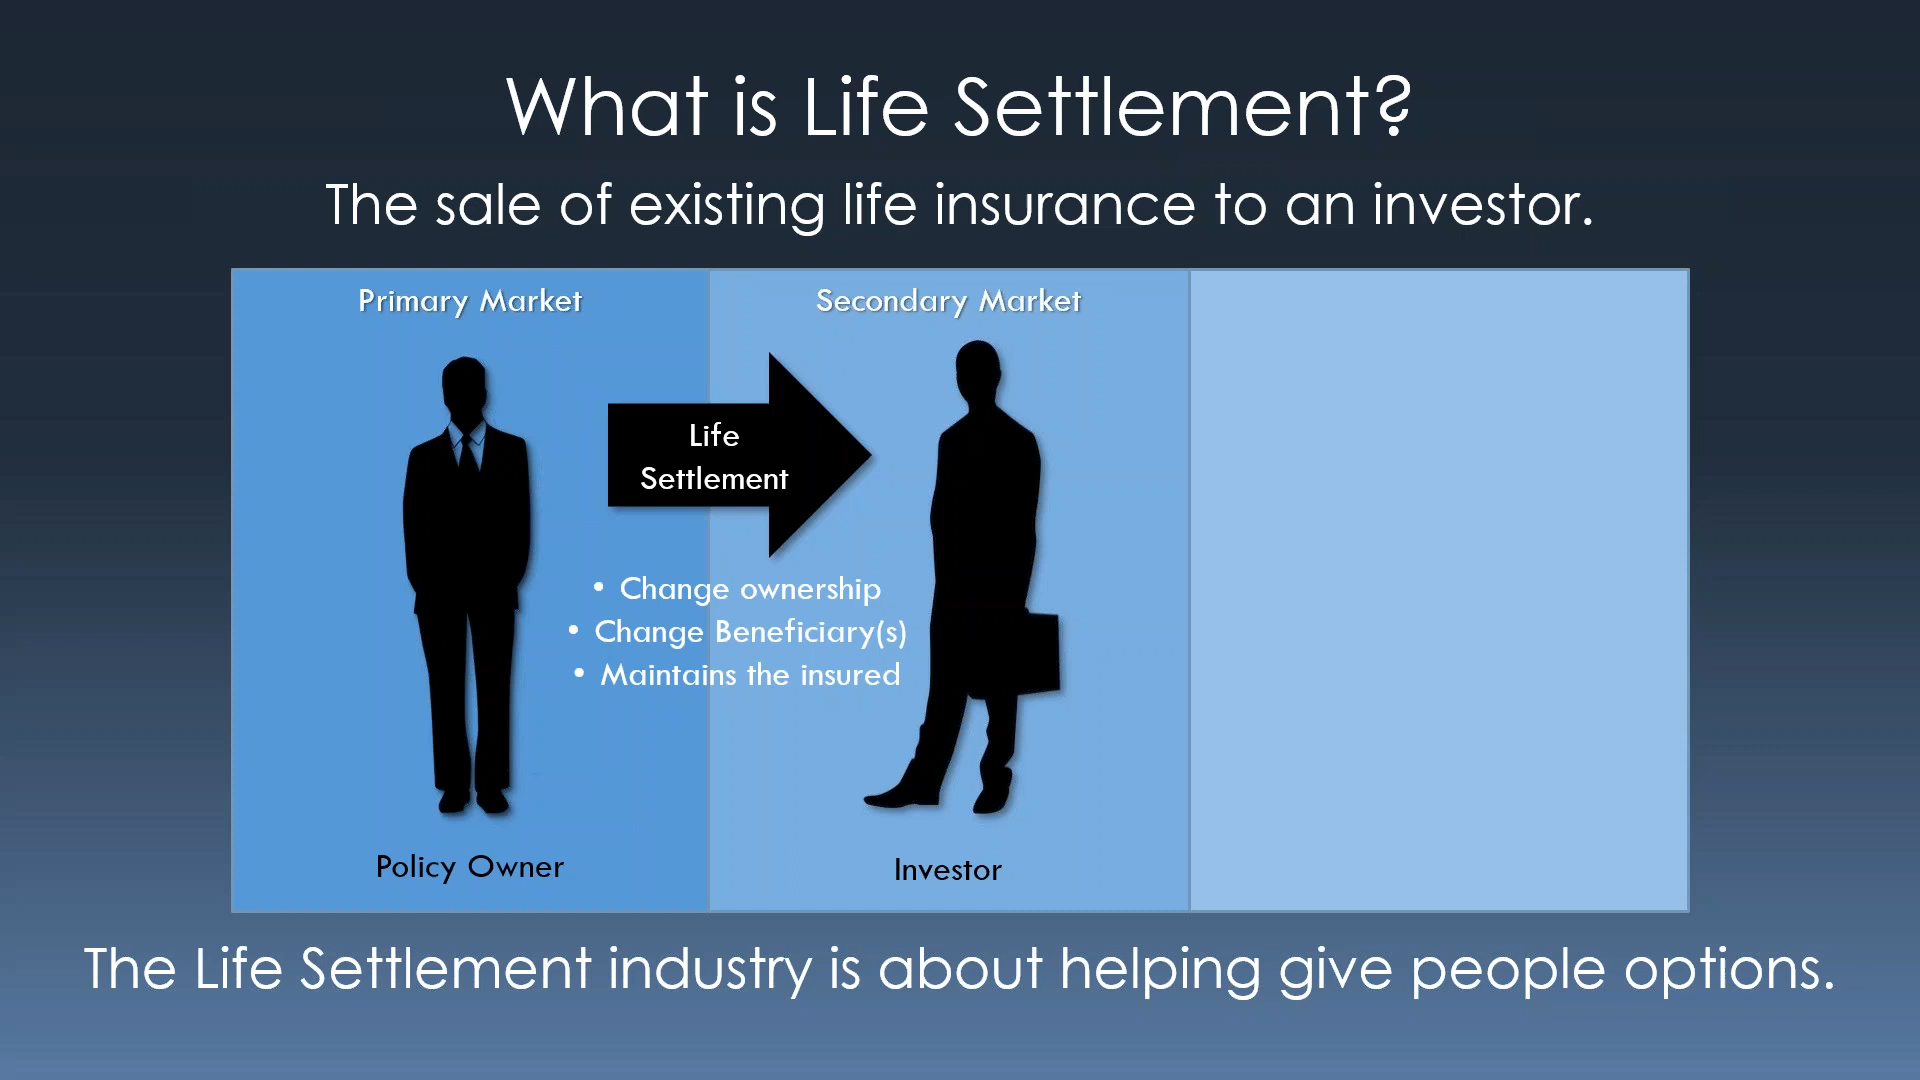 What is Life Settlement?
The sale of existing life insurance to an investor.
Primary Market
Secondary Market
Life
Settlement
• Change ownership
• Change Beneficiary(s)
• Maintains the insured
Policy Owner
Investor
The Life Settlement industry is about helping give people options.